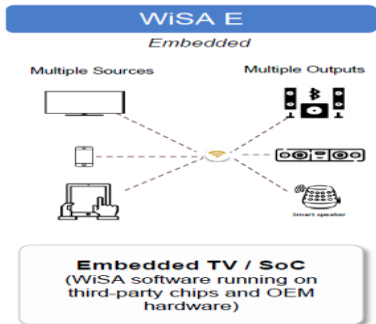 WiSA E
Embedded
Multiple Sources
Multiple Outputs
Smart speaker
Embedded TV / SoC
(WiSA software running on
third-party chips and OEM
hardware)